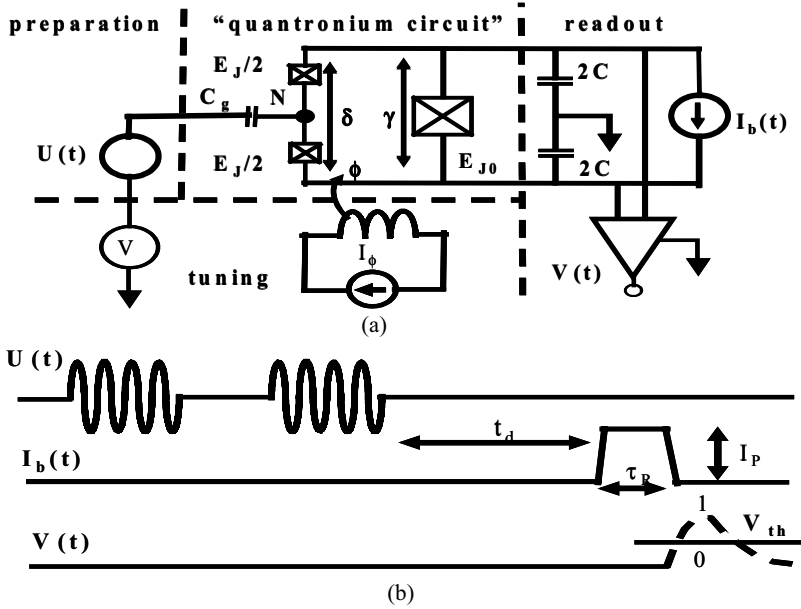 preparation “quantronium circuit” readout
E_J/2
C_g N
δ γ
2C
I_b(t)
U(t)
E_J/2
E_J0
2C
ϕ
V
tuning
I_ϕ
V(t)
(a)
U(t)
t_d
I_b(t)
I_P
τ_R
1
V_th
V(t)
0
(b)